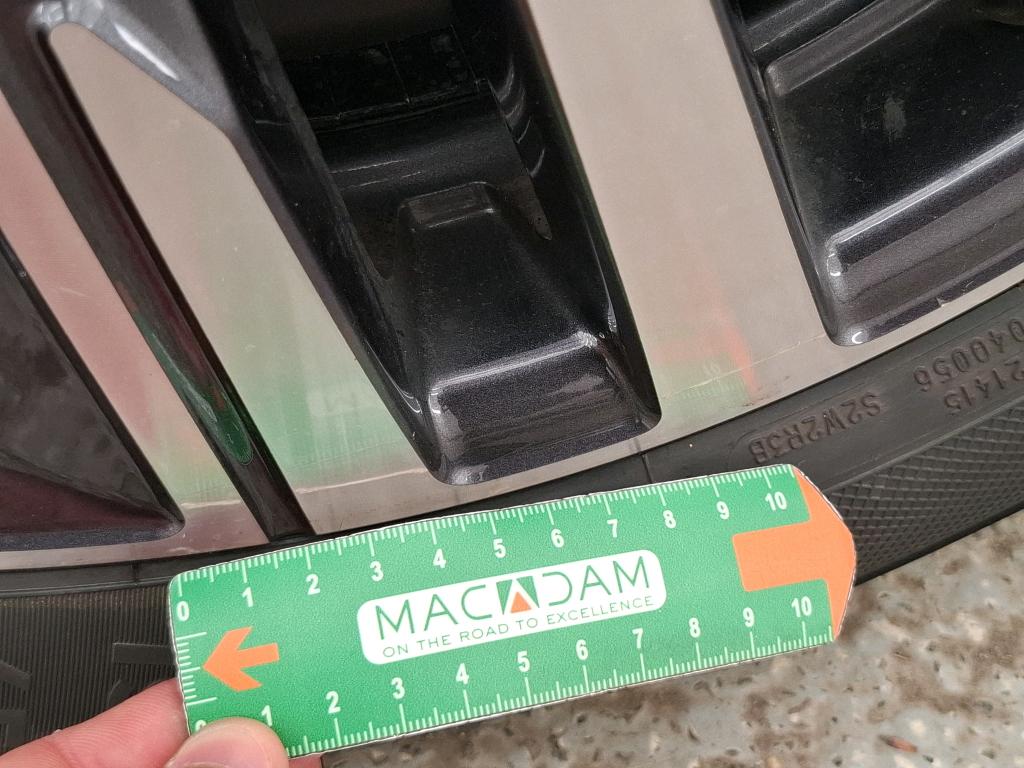 040056
21415
S2W2R3B
0 1 2 3 4 5 6 7 8 9 10
MACADAM
ON THE ROAD TO EXCELLENCE
1 2 3 4 5 6 7 8 9 10